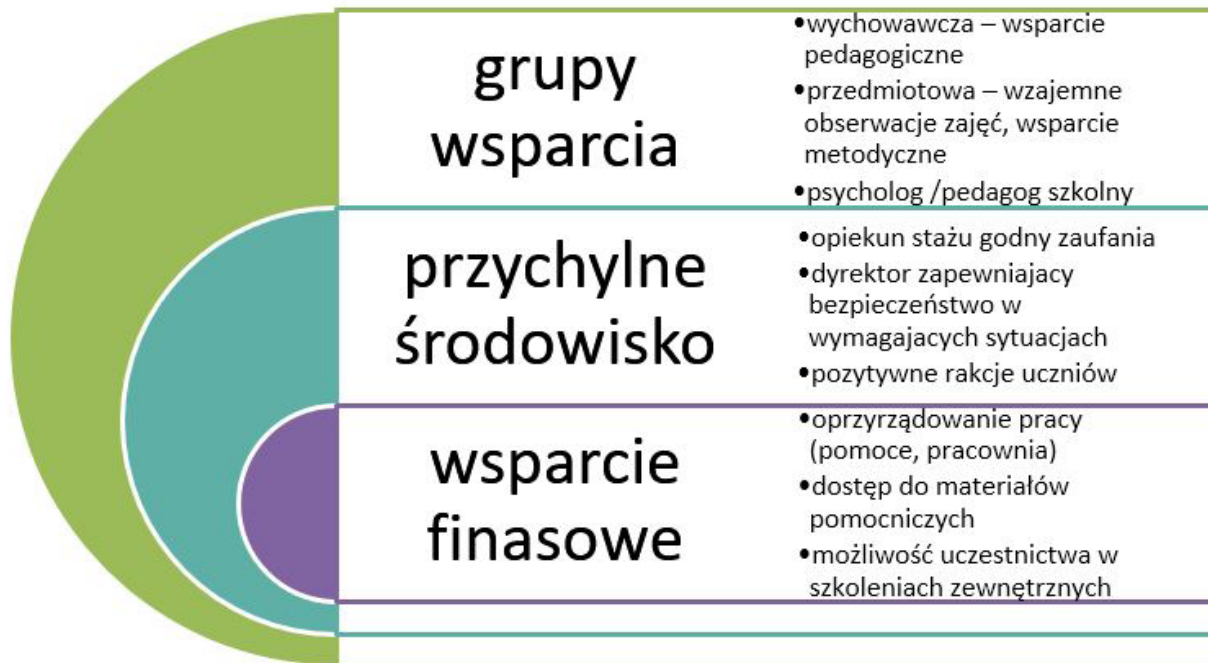 grupy
wsparcia
•wychowawcza – wsparcie
pedagogiczne
•przedmiotowa – wzajemne
obserwacje zajęć, wsparcie
metodyczne
•psycholog /pedagog szkolny
przychylne
środowisko
•opiekun stażu godny zaufania
•dyrektor zapewniajacy
bezpieczeństwo w
wymagajacych sytuacjach
•pozytywne rakcje uczniów
wsparcie
finasowe
•oprzyrządowanie pracy
(pomoce, pracownia)
•dostęp do materiałów
pomocniczych
•możliwość uczestnictwa w
szkoleniach zewnętrznych